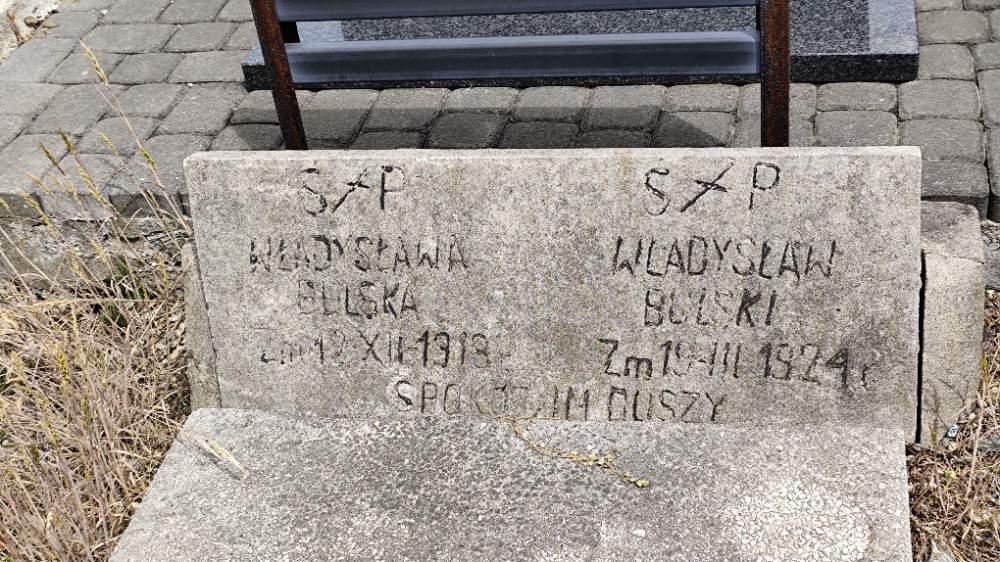 Ś✝P
WŁADYSŁAWA
BULSKA
Zm 12 XII 1918
Ś✝P
WŁADYSŁAW
BULSKI
Zm 19 III 1924 r
SPOKÓJ IM DUSZY